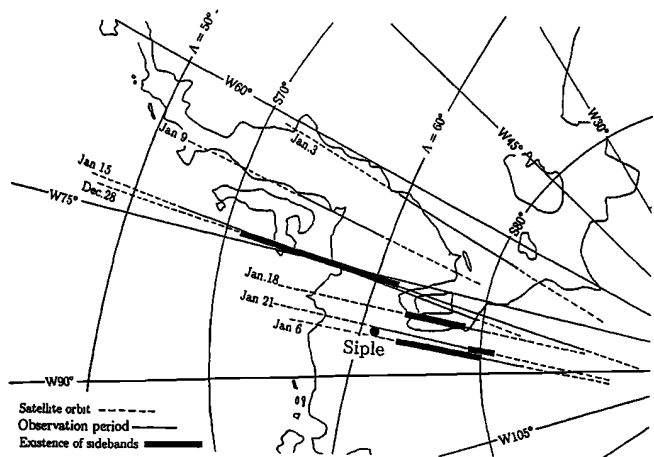 Λ = 50°
W60°
S70°
Λ = 60°
W45°
W30°
Jan 9
Jan.3
Jan 15
Dec.28
W75°
S80°
Jan.18
Jan 21
Jan 6
Siple
W90°
W105°
Satellite orbit
Observation period
Existence of sidebands